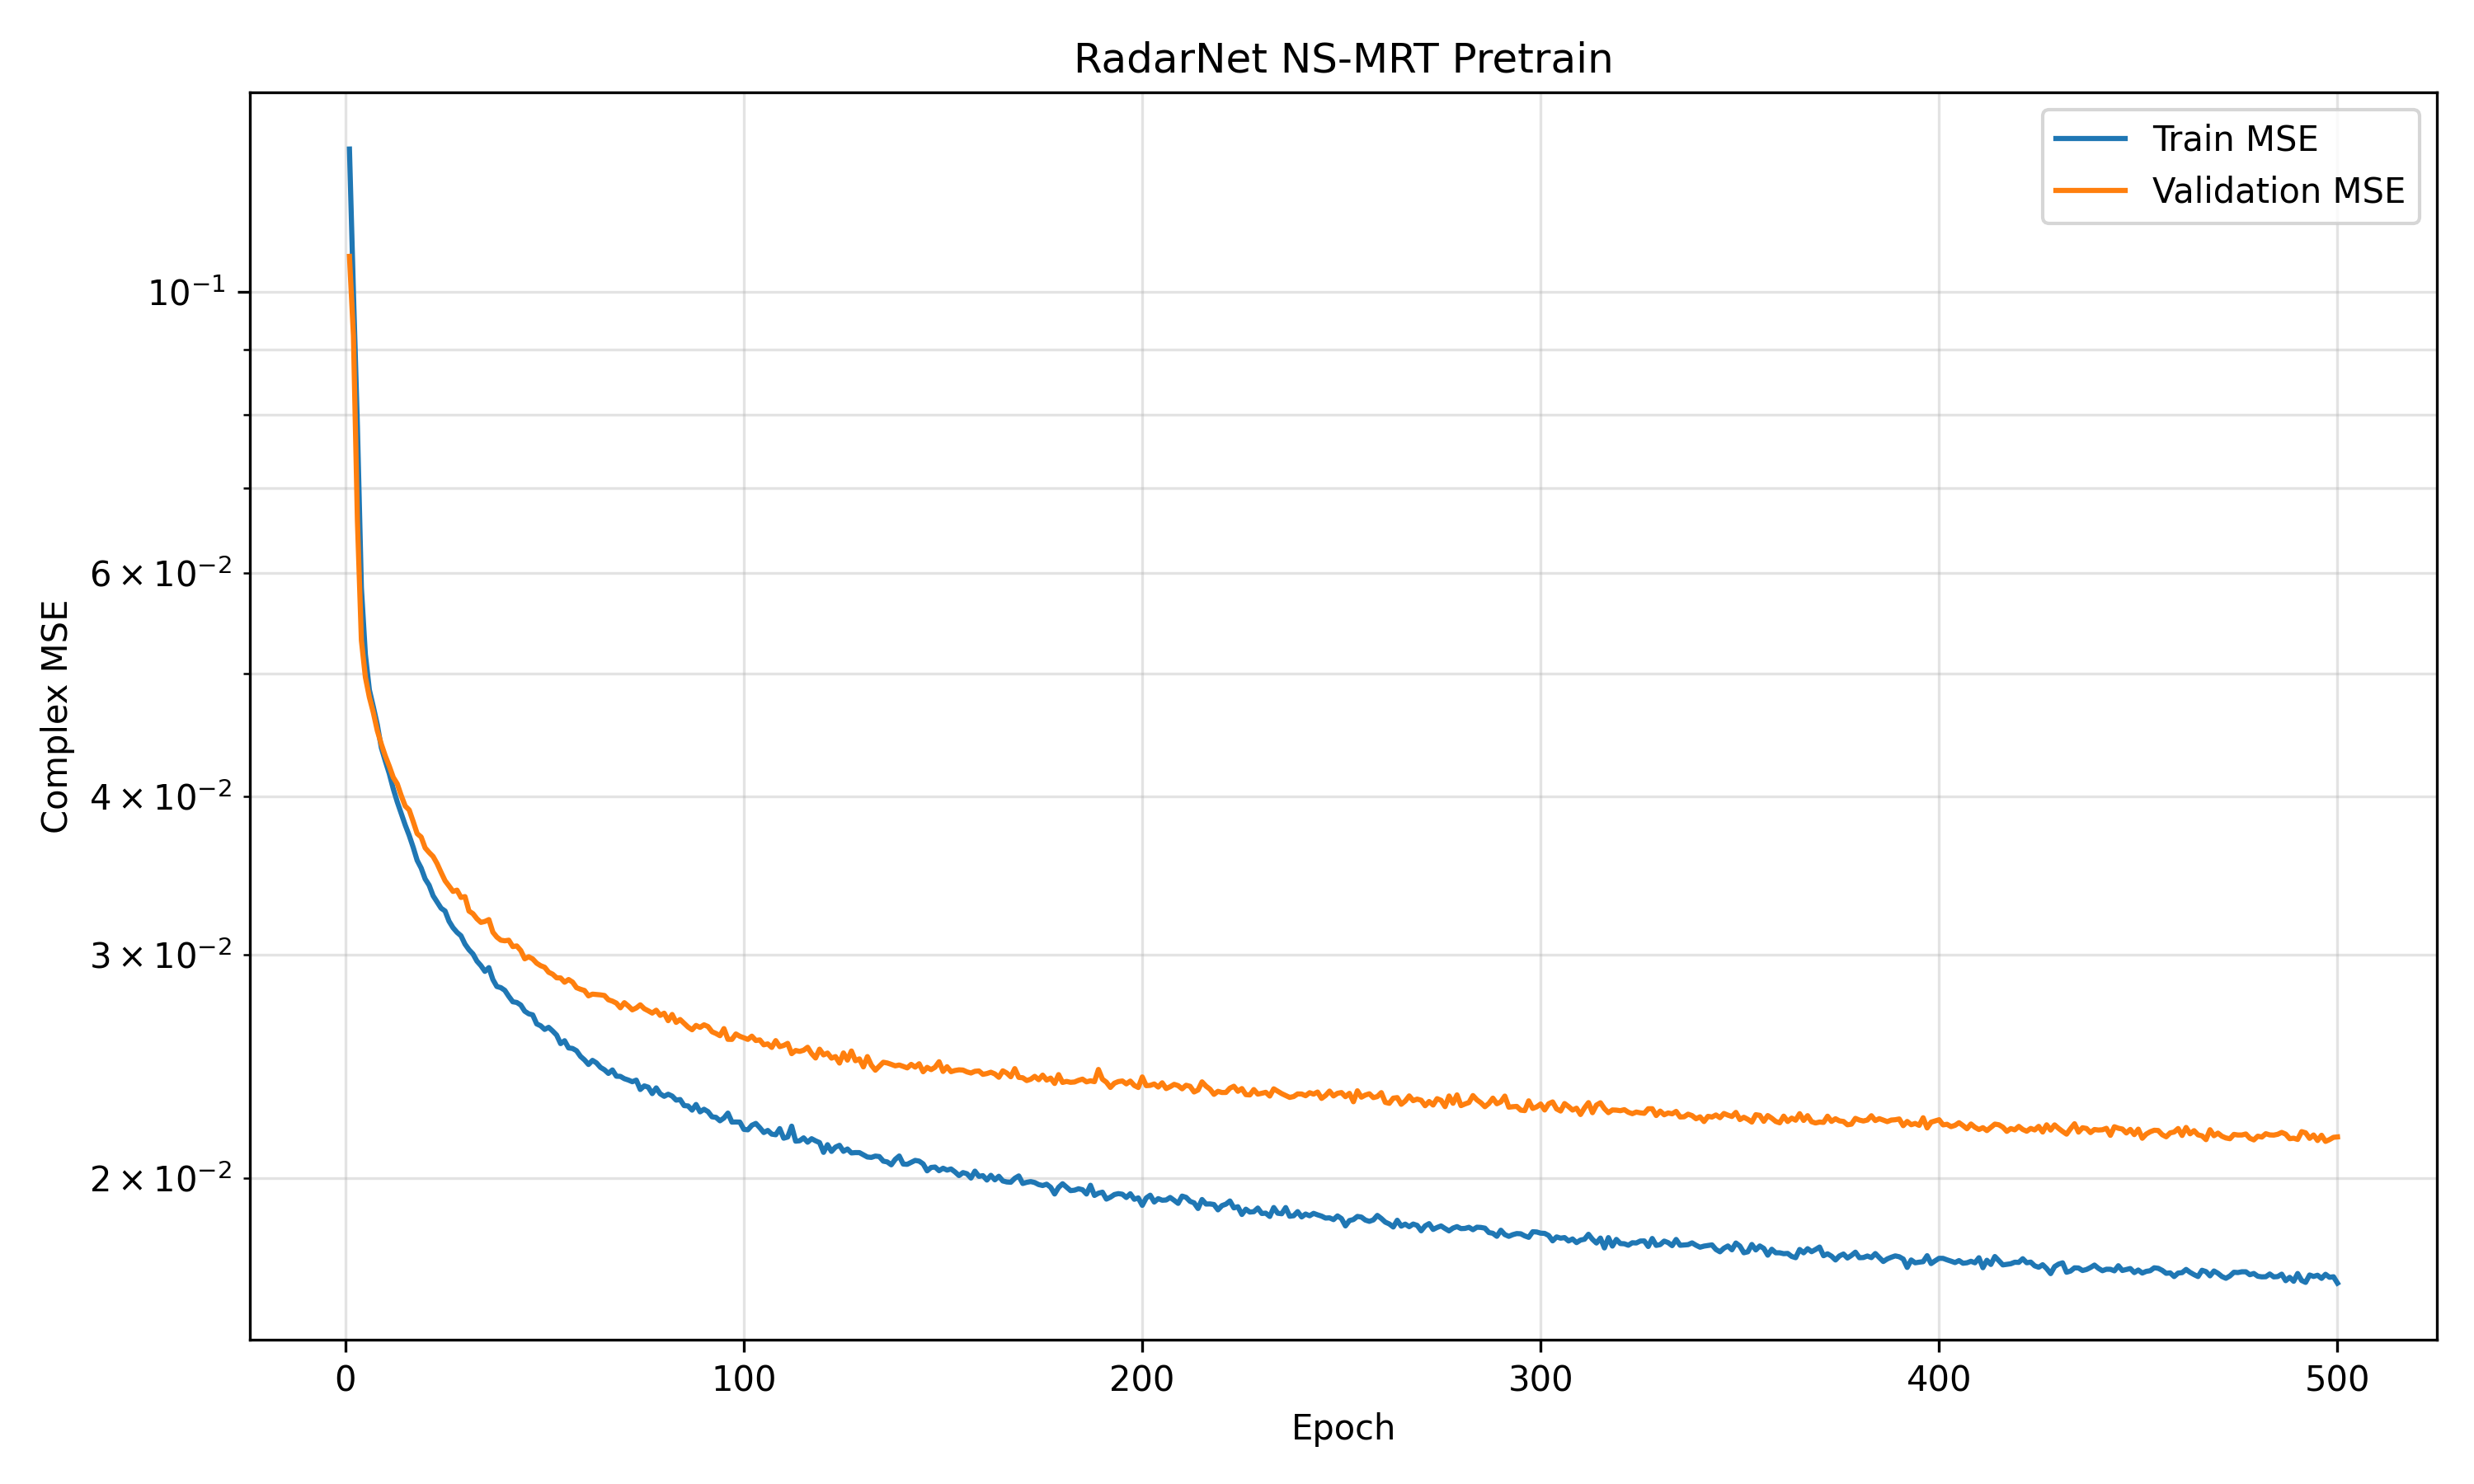 RadarNet NS-MRT Pretrain
Train MSE
Validation MSE
Complex MSE
10⁻¹
6 × 10⁻²
4 × 10⁻²
3 × 10⁻²
2 × 10⁻²
0 100 200 300 400 500
Epoch